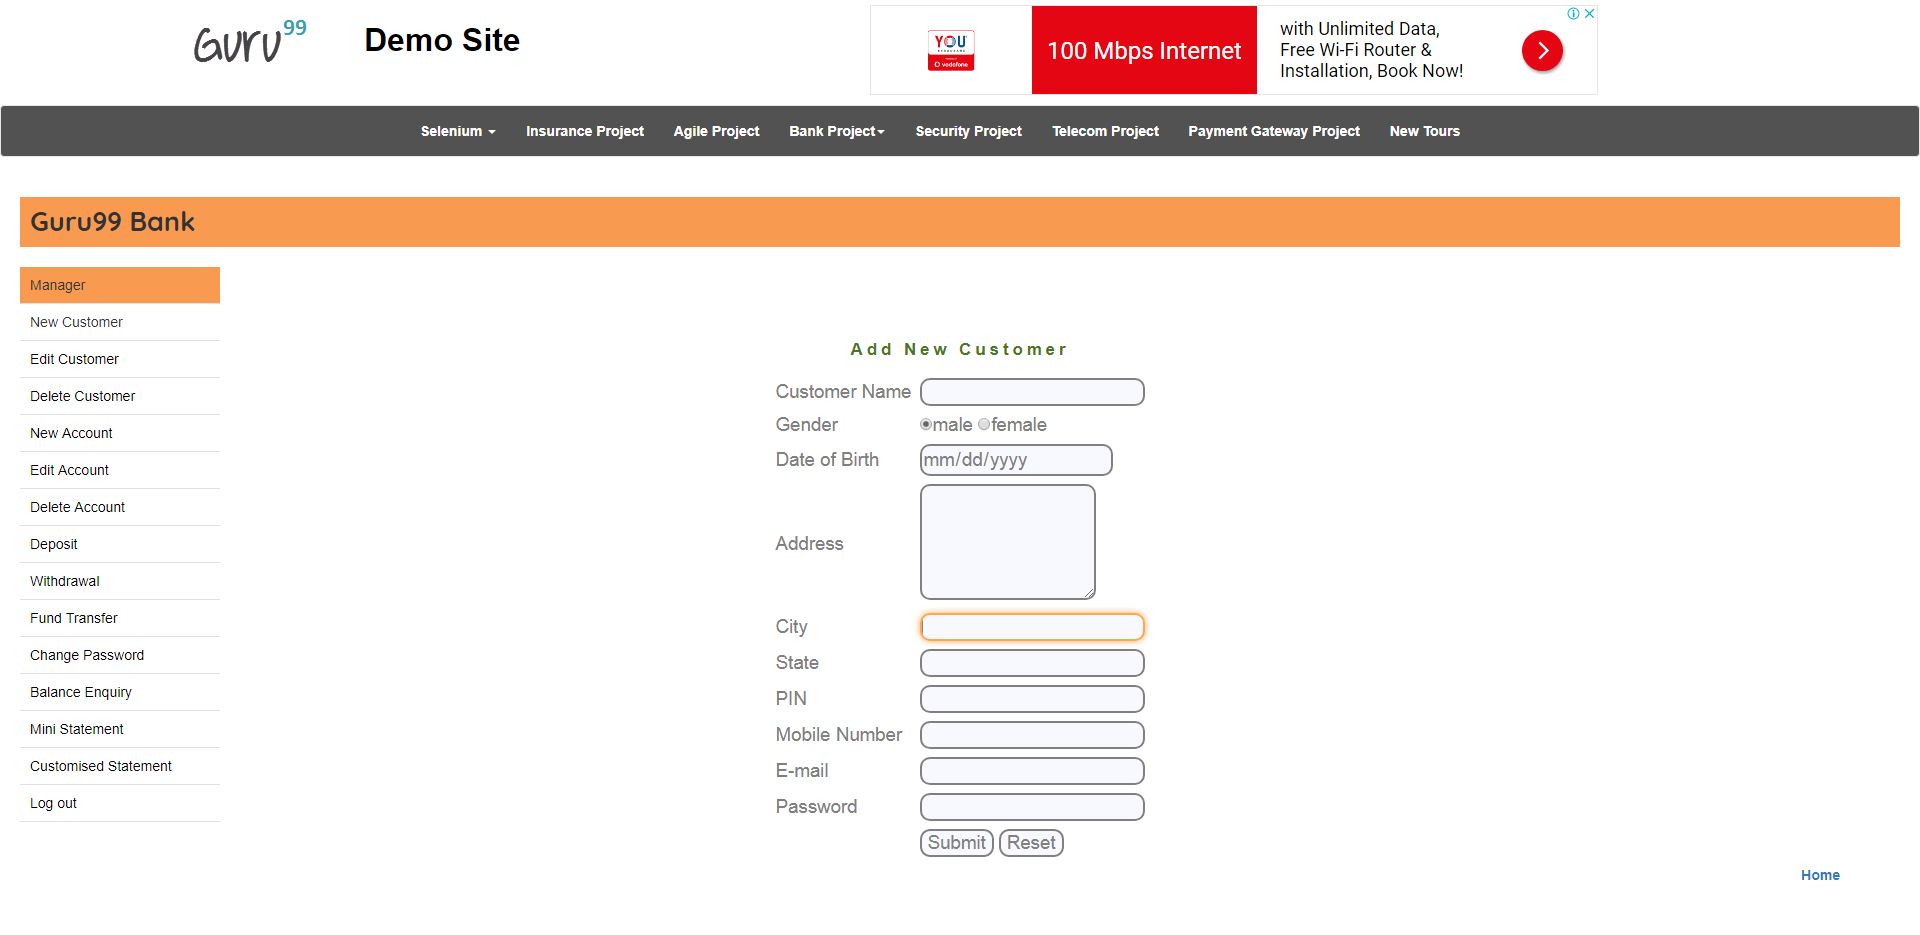 Guru99
Demo Site
YOU
vodafone
100 Mbps Internet
with Unlimited Data,
Free Wi-Fi Router &
Installation, Book Now!
Selenium
Insurance Project
Agile Project
Bank Project
Security Project
Telecom Project
Payment Gateway Project
New Tours
Guru99 Bank
Manager
New Customer
Edit Customer
Delete Customer
New Account
Edit Account
Delete Account
Deposit
Withdrawal
Fund Transfer
Change Password
Balance Enquiry
Mini Statement
Customised Statement
Log out
Add New Customer
Customer Name
Gender male female
Date of Birth mm/dd/yyyy
Address
City
State
PIN
Mobile Number
E-mail
Password
Submit Reset
Home